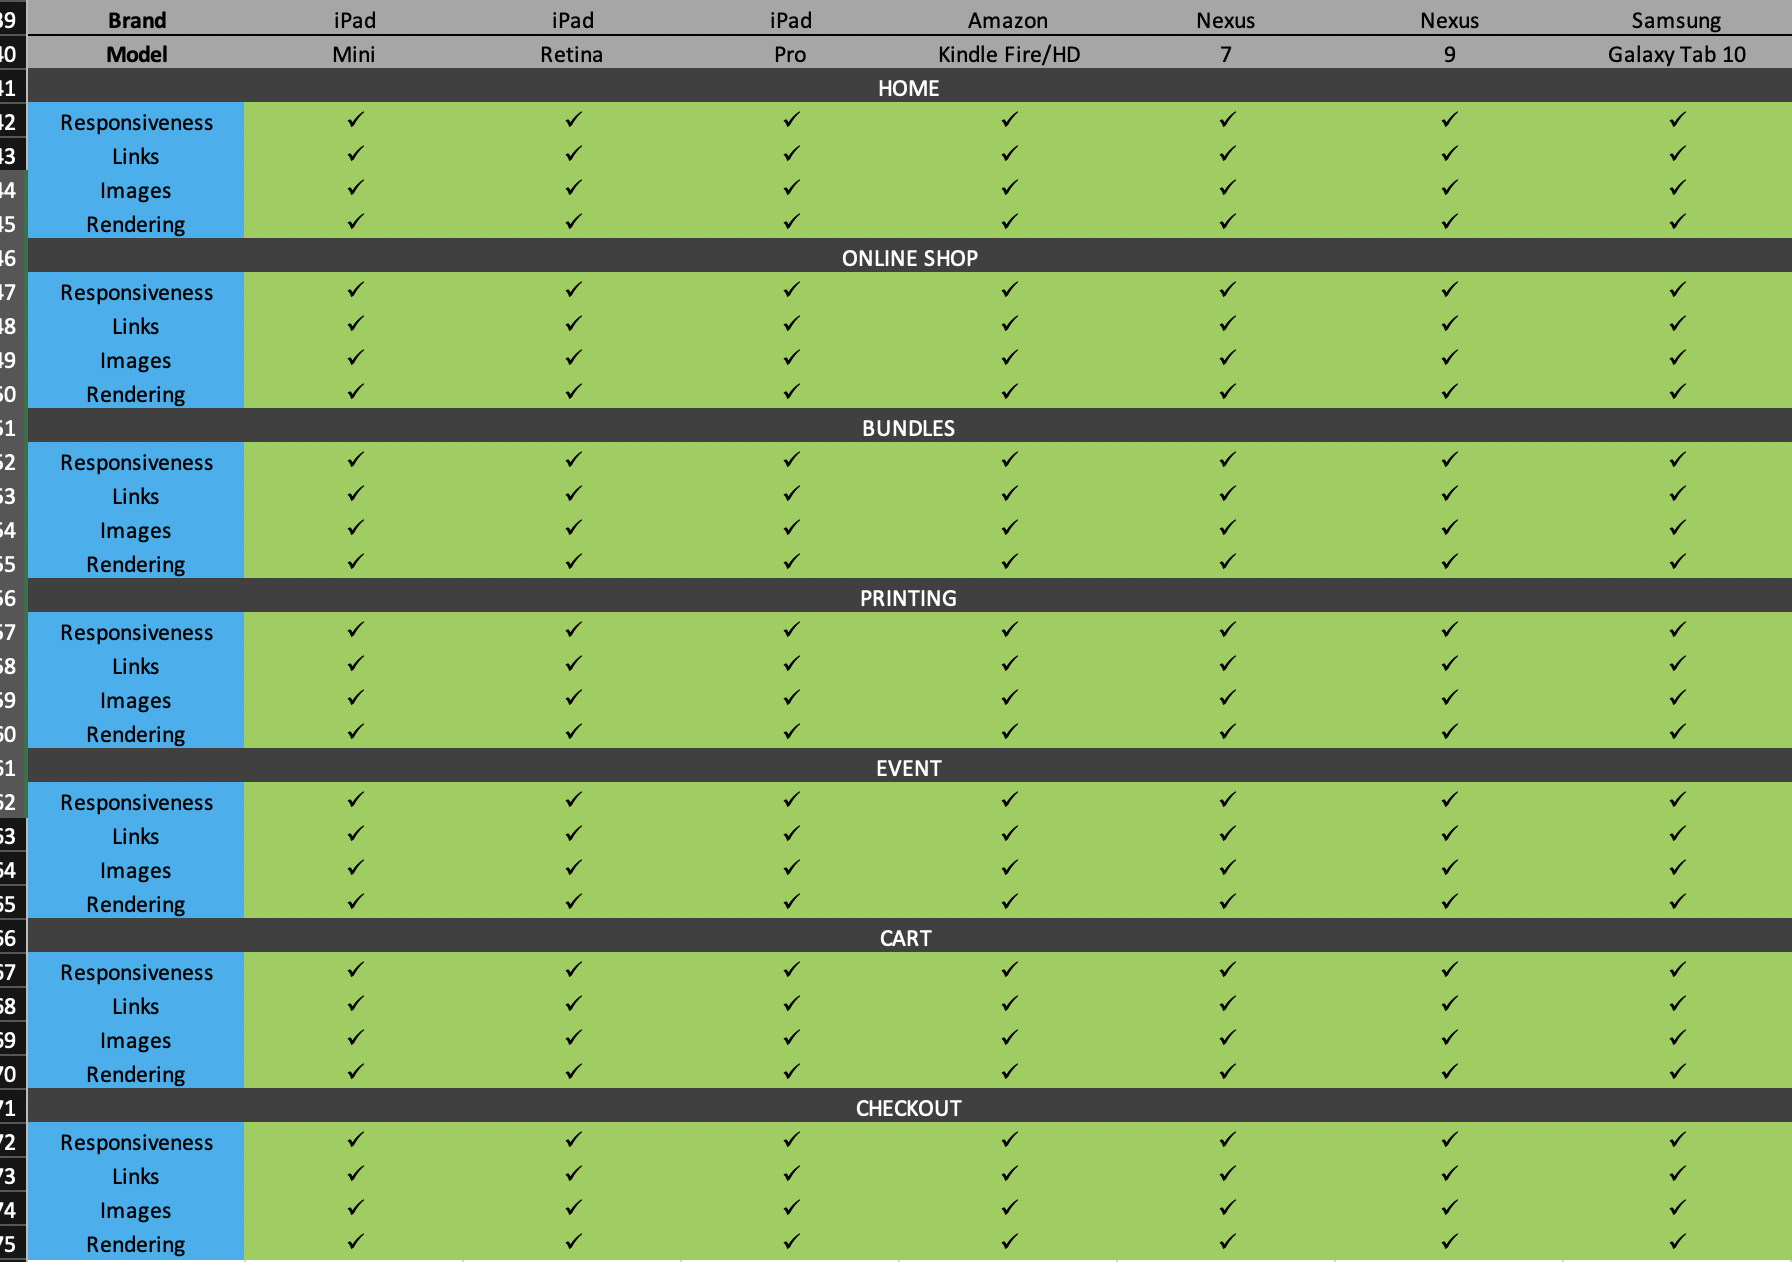 39 Brand iPad iPad iPad Amazon Nexus Nexus Samsung
40 Model Mini Retina Pro Kindle Fire/HD 7 9 Galaxy Tab 10
41 HOME
42 Responsiveness ✓ ✓ ✓ ✓ ✓ ✓ ✓
43 Links ✓ ✓ ✓ ✓ ✓ ✓ ✓
44 Images ✓ ✓ ✓ ✓ ✓ ✓ ✓
45 Rendering ✓ ✓ ✓ ✓ ✓ ✓ ✓
46 ONLINE SHOP
47 Responsiveness ✓ ✓ ✓ ✓ ✓ ✓ ✓
48 Links ✓ ✓ ✓ ✓ ✓ ✓ ✓
49 Images ✓ ✓ ✓ ✓ ✓ ✓ ✓
50 Rendering ✓ ✓ ✓ ✓ ✓ ✓ ✓
51 BUNDLES
52 Responsiveness ✓ ✓ ✓ ✓ ✓ ✓ ✓
53 Links ✓ ✓ ✓ ✓ ✓ ✓ ✓
54 Images ✓ ✓ ✓ ✓ ✓ ✓ ✓
55 Rendering ✓ ✓ ✓ ✓ ✓ ✓ ✓
56 PRINTING
57 Responsiveness ✓ ✓ ✓ ✓ ✓ ✓ ✓
58 Links ✓ ✓ ✓ ✓ ✓ ✓ ✓
59 Images ✓ ✓ ✓ ✓ ✓ ✓ ✓
60 Rendering ✓ ✓ ✓ ✓ ✓ ✓ ✓
61 EVENT
62 Responsiveness ✓ ✓ ✓ ✓ ✓ ✓ ✓
63 Links ✓ ✓ ✓ ✓ ✓ ✓ ✓
64 Images ✓ ✓ ✓ ✓ ✓ ✓ ✓
65 Rendering ✓ ✓ ✓ ✓ ✓ ✓ ✓
66 CART
67 Responsiveness ✓ ✓ ✓ ✓ ✓ ✓ ✓
68 Links ✓ ✓ ✓ ✓ ✓ ✓ ✓
69 Images ✓ ✓ ✓ ✓ ✓ ✓ ✓
70 Rendering ✓ ✓ ✓ ✓ ✓ ✓ ✓
71 CHECKOUT
72 Responsiveness ✓ ✓ ✓ ✓ ✓ ✓ ✓
73 Links ✓ ✓ ✓ ✓ ✓ ✓ ✓
74 Images ✓ ✓ ✓ ✓ ✓ ✓ ✓
75 Rendering ✓ ✓ ✓ ✓ ✓ ✓ ✓